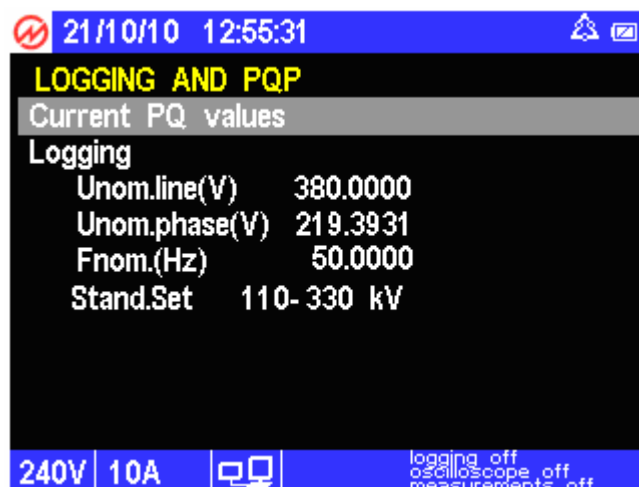 21/10/10 12:55:31
LOGGING AND PQP
Current PQ values
Logging
Unom.line(V) 380.0000
Unom.phase(V) 219.3931
Fnom.(Hz) 50.0000
Stand.Set 110-330 kV
240V 10A
logging off
oscilloscope off
measurements off